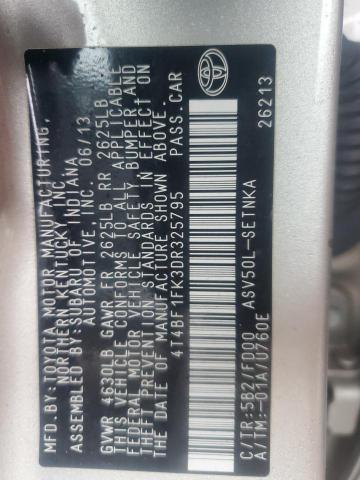 MFD. BY: TOYOTA MOTOR MANUFACTURING,
NORTHERN KENTUCKY, INC.
ASSEMBLED BY: SUBARU OF INDIANA
AUTOMOTIVE, INC. 06/13
GVWR 4630LB GAWR FR 2625LB RR 2625LB
THIS VEHICLE CONFORMS TO ALL APPLICABLE
FEDERAL MOTOR VEHICLE SAFETY BUMPER AND
THEFT PREVENTION STANDARDS IN EFFECT ON
THE DATE OF MANUFACTURE SHOWN ABOVE.
4T4BF1FK3DR325795 PASS.CAR
C/TR:5B21FD00 ASV50L-SETNKA
A/TM:-01A/U760E 26213